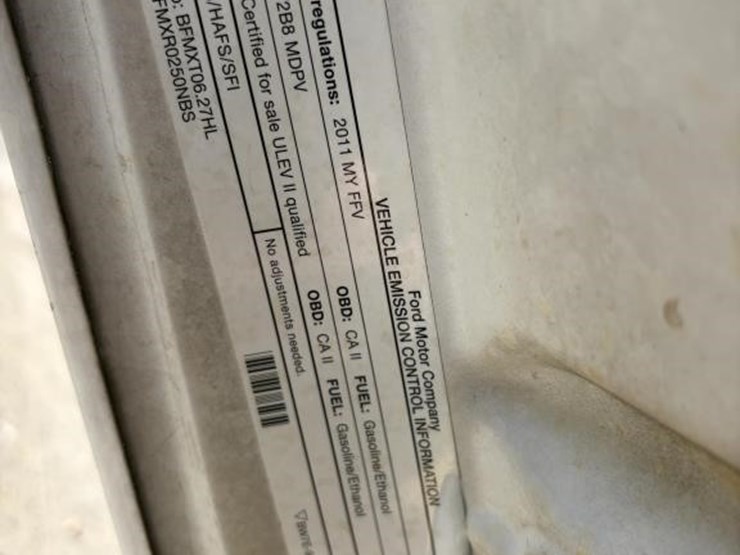 Ford Motor Company
VEHICLE EMISSION CONTROL INFORMATION
regulations: 2011 MY FFV OBD: CA II FUEL: Gasoline/Ethanol
2B8 MDPV OBD: CA II FUEL: Gasoline/Ethanol
Certified for sale ULEV II qualified
No adjustments needed.
/HAFS/SFI
: BFMXT06.27HL
FMXR0250NBS